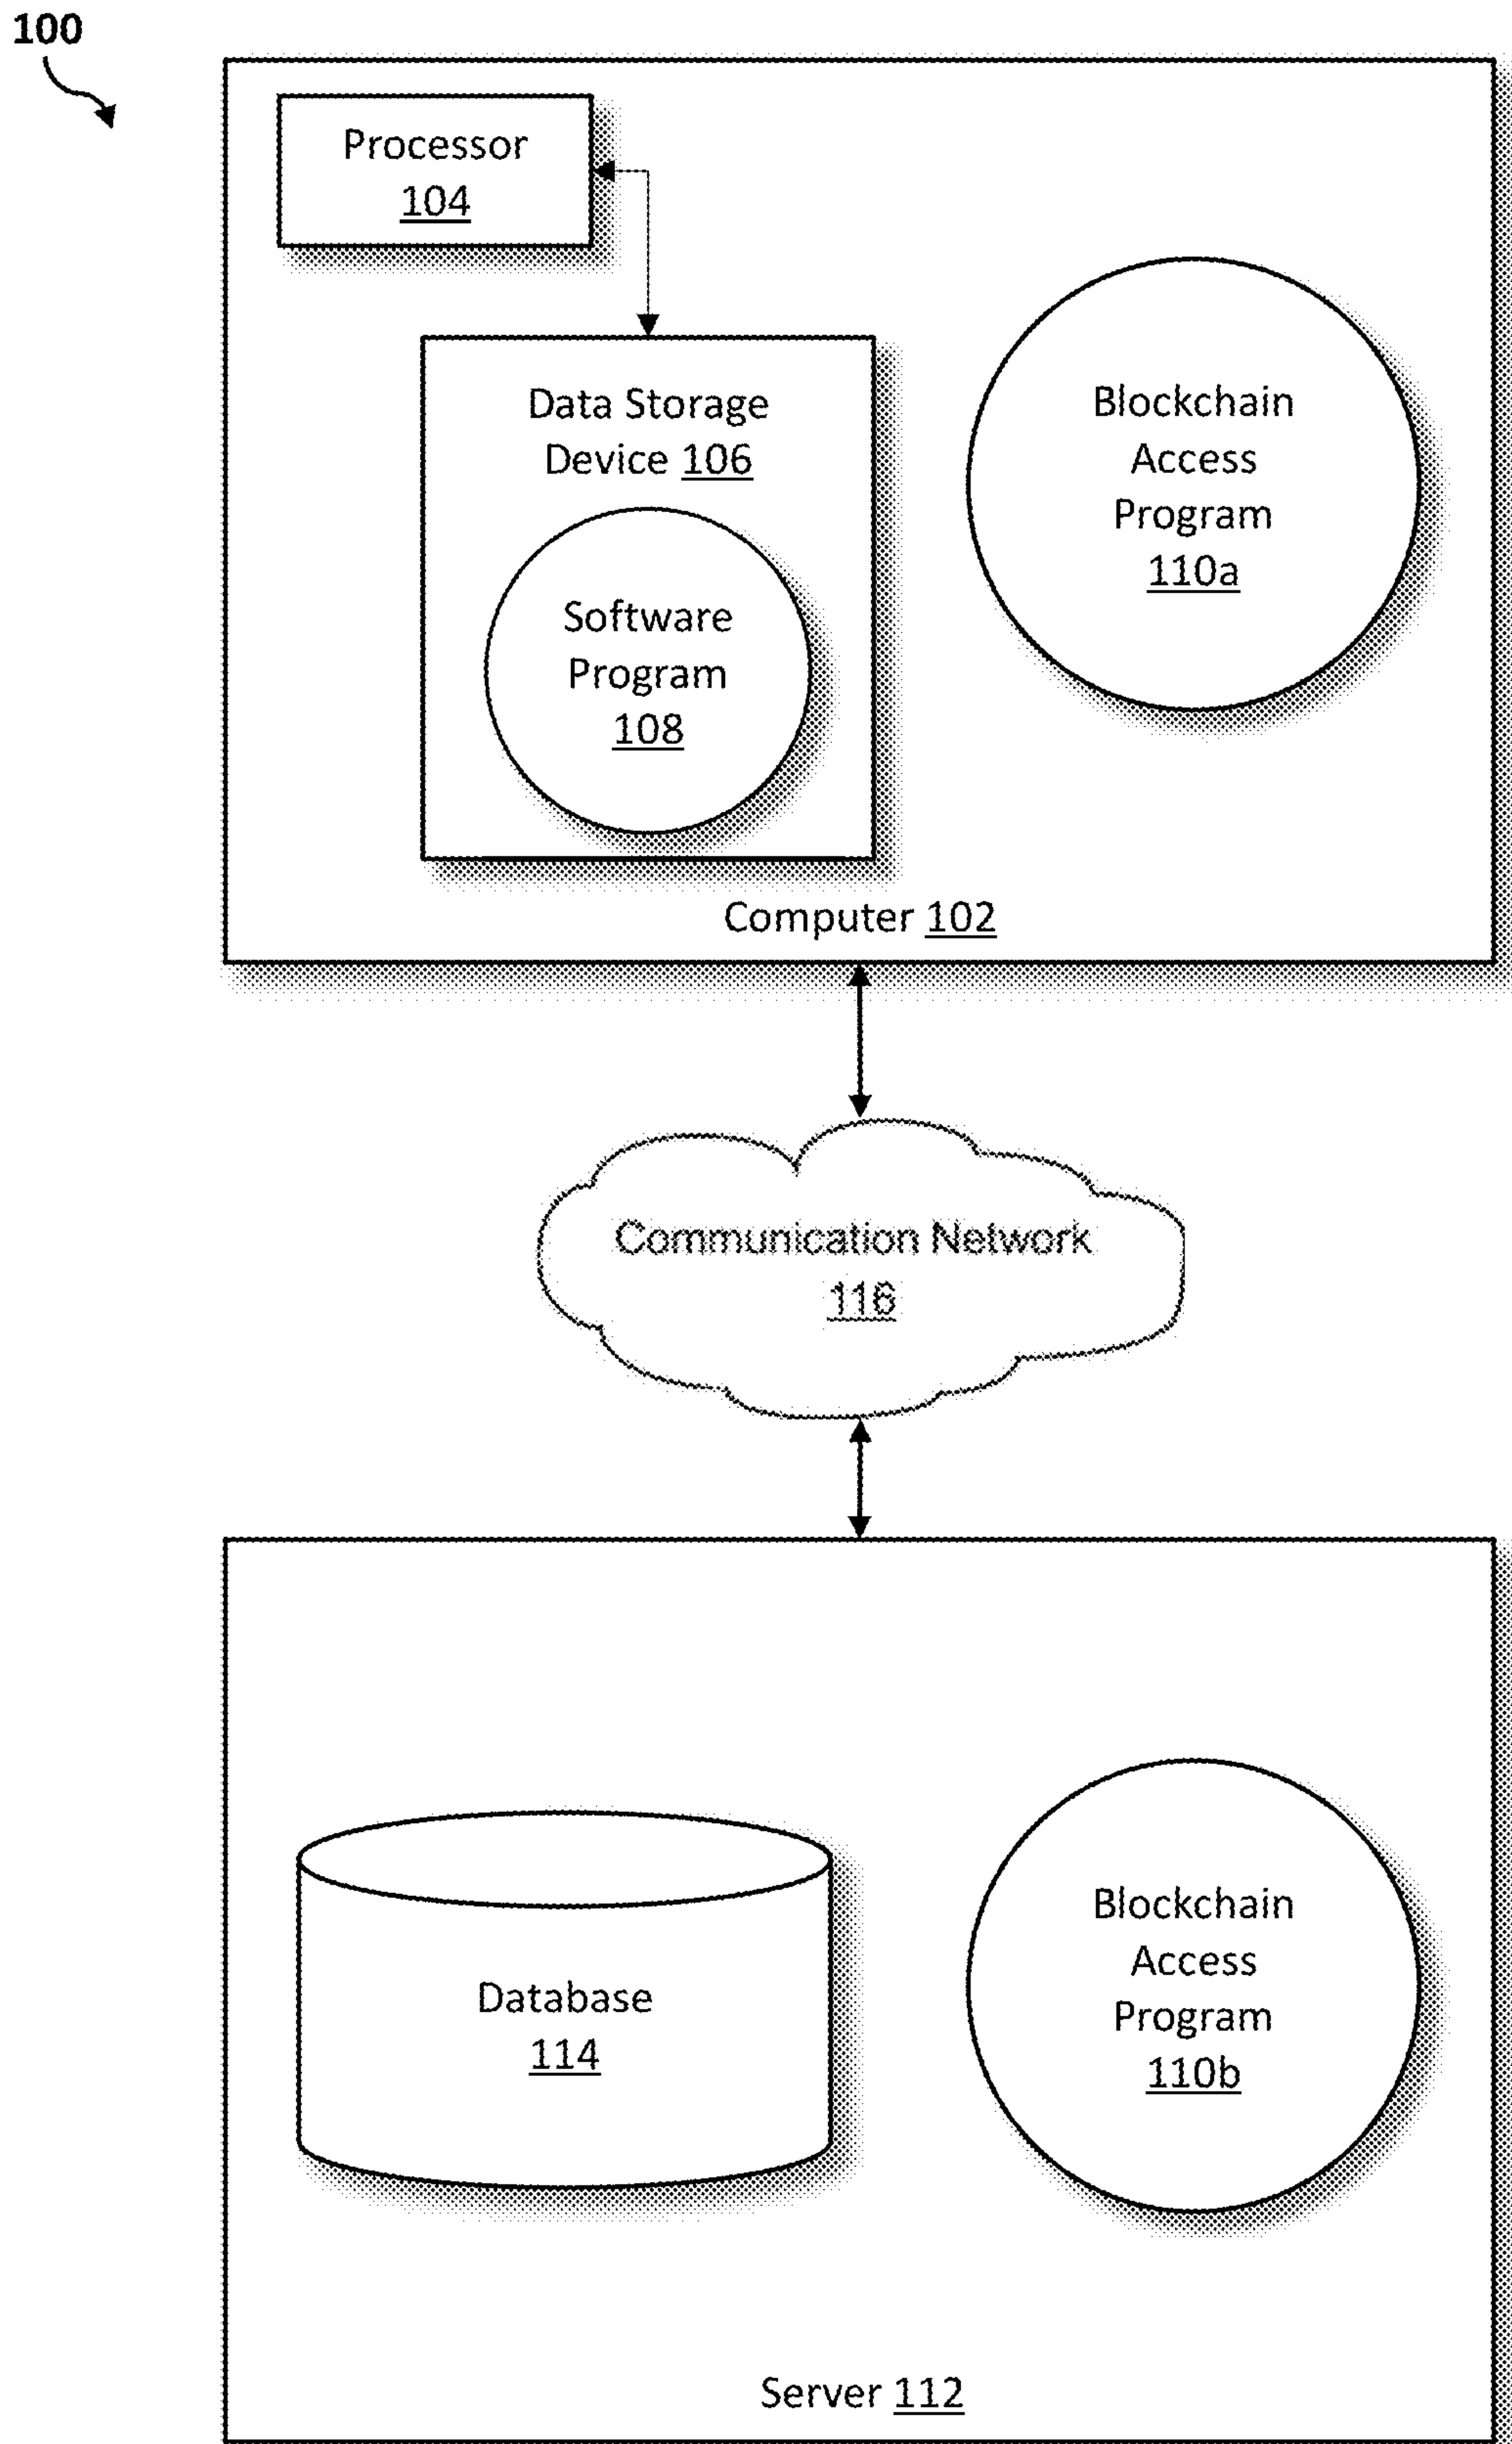 100
Processor
104
Data Storage
Device 106
Software
Program
108
Blockchain
Access
Program
110a
Computer 102
Communication Network
116
Database
114
Blockchain
Access
Program
110b
Server 112